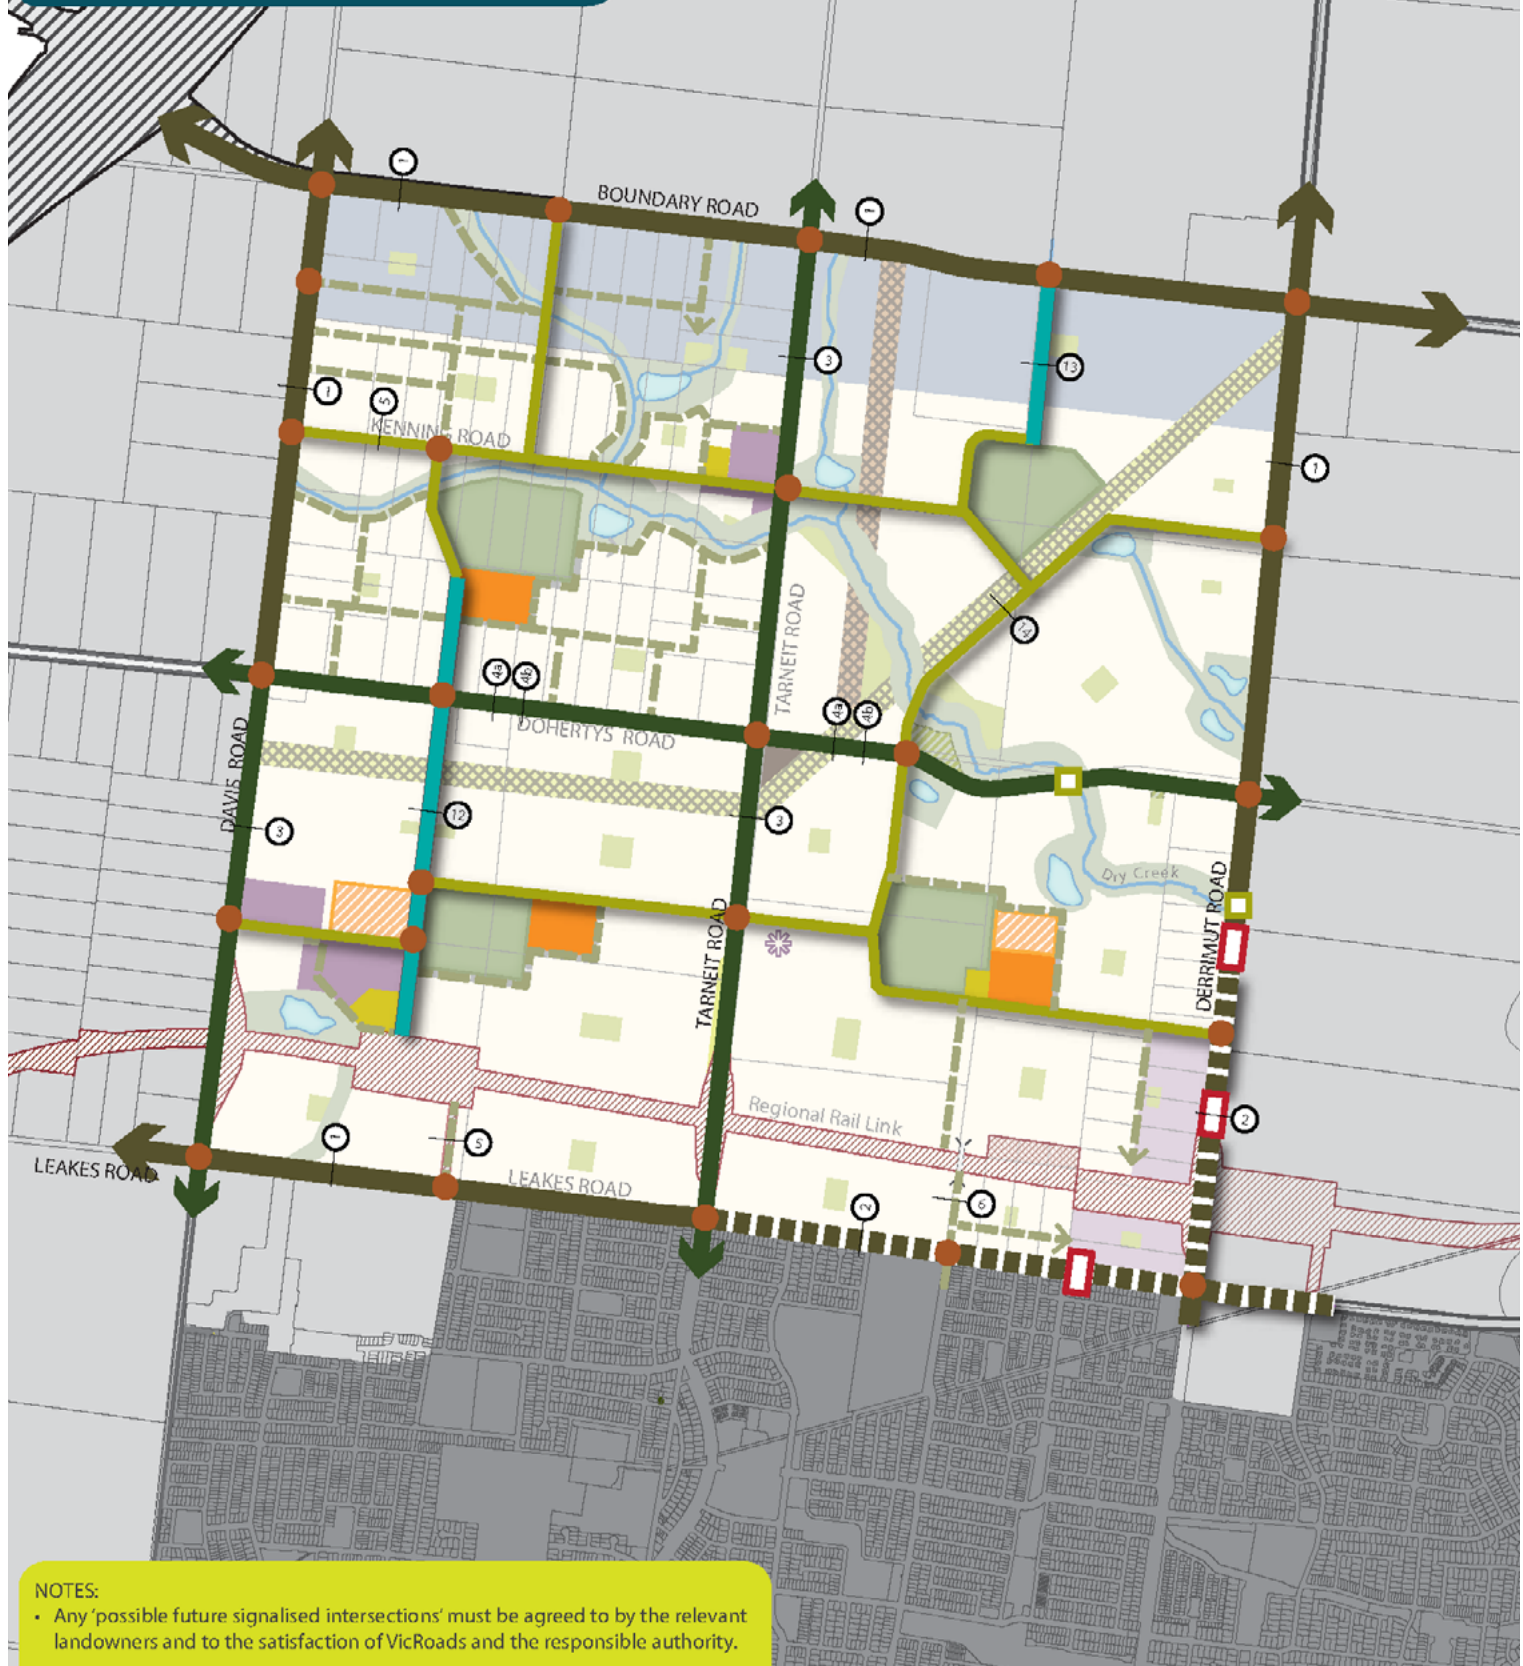 1
BOUNDARY ROAD
1
3
13
1
5
KENNING ROAD
1
14
TARNEIT ROAD
4a
4b
4a
4b
DOHERTYS ROAD
DAVIS ROAD
12
3
3
Dry Creek
DERRIMUT ROAD
TARNEIT ROAD
Regional Rail Link
2
1
5
LEAKES ROAD
LEAKES ROAD
6
2
NOTES:
• Any 'possible future signalised intersections' must be agreed to by the relevant
landowners and to the satisfaction of VicRoads and the responsible authority.